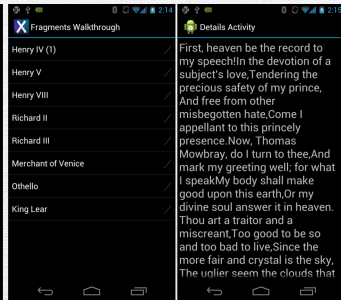 2:14
Fragments Walkthrough
Henry IV (1)
Henry V
Henry VIII
Richard II
Richard III
Merchant of Venice
Othello
King Lear
2:15
Details Activity
First, heaven be the record to
my speech!In the devotion of a
subject's love,Tendering the
precious safety of my prince,
And free from other
misbegotten hate,Come I
appellant to this princely
presence.Now, Thomas
Mowbray, do I turn to thee,And
mark my greeting well; for what
I speakMy body shall make
good upon this earth,Or my
divine soul answer it in heaven.
Thou art a traitor and a
miscreant,Too good to be so
and too bad to live,Since the
more fair and crystal is the sky,
The uglier seem the clouds that